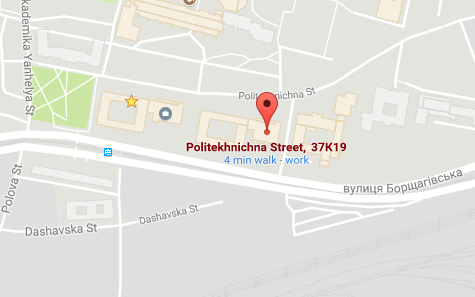 Akademika Yanhelya St
Politekhnichna St
Politekhnichna Street, 37K19
4 min walk - work
вулиця Борщагівська
Polova St
Dashavska St
Dashavska St